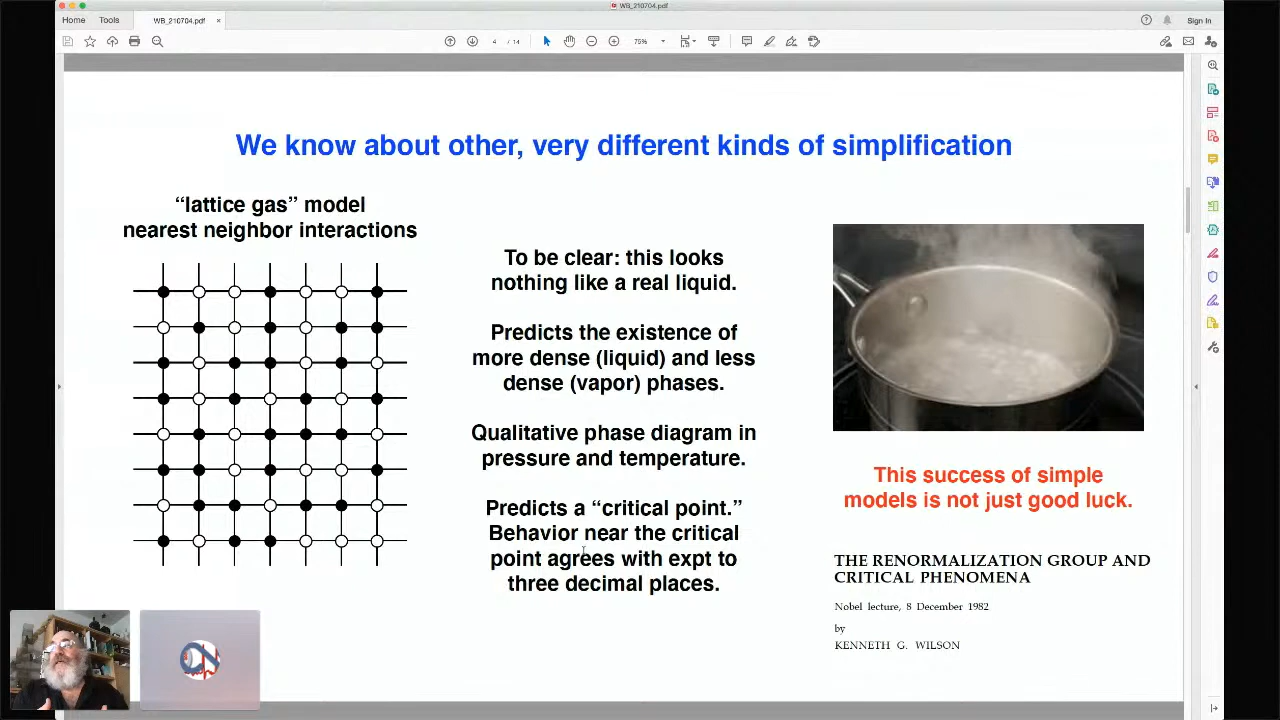 WB_210704.pdf
Home Tools WB_210704.pdf ×
Sign In
4 / 14
75%
We know about other, very different kinds of simplification
“lattice gas” model
nearest neighbor interactions
To be clear: this looks
nothing like a real liquid.
Predicts the existence of
more dense (liquid) and less
dense (vapor) phases.
Qualitative phase diagram in
pressure and temperature.
Predicts a “critical point.”
Behavior near the critical
point agrees with expt to
three decimal places.
This success of simple
models is not just good luck.
THE RENORMALIZATION GROUP AND
CRITICAL PHENOMENA
Nobel lecture, 8 December 1982
by
KENNETH G. WILSON